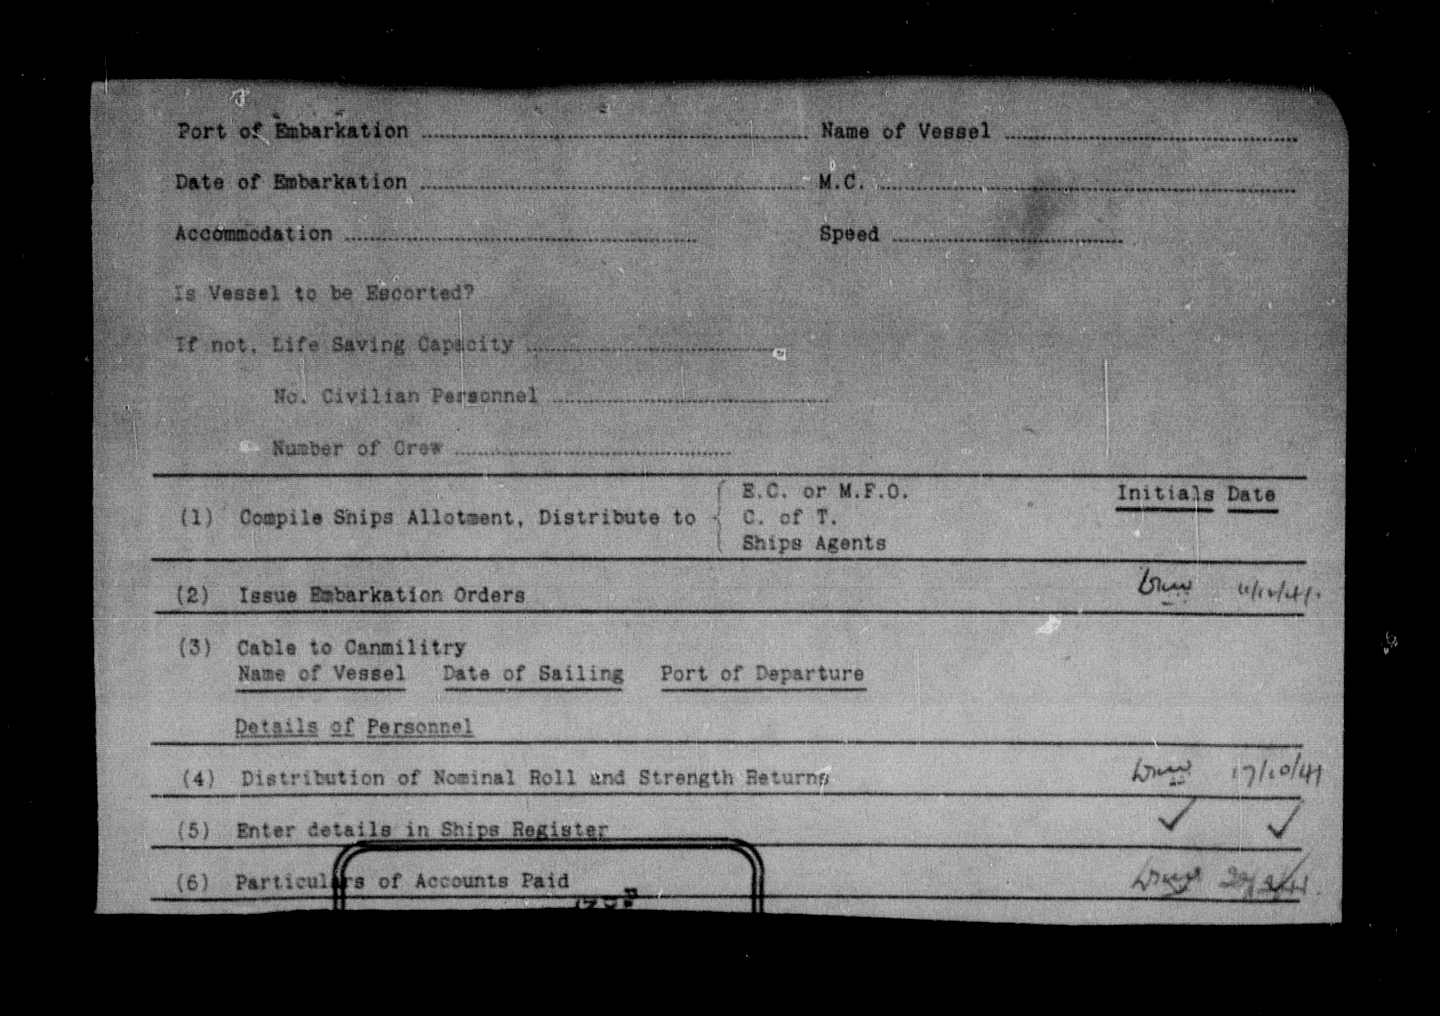 Port of Embarkation ........................ Name of Vessel ........................
Date of Embarkation ........................ M.C. ........................
Accommodation ........................ Speed ........................
Is Vessel to be Escorted?
If not, Life Saving Capacity ........................
No. Civilian Personnel ........................
Number of Crew ........................
E.C. or M.F.O. Initials Date
(1) Compile Ships Allotment, Distribute to { C. of T.
Ships Agents
(2) Issue Embarkation Orders
(3) Cable to Canmilitry
Name of Vessel Date of Sailing Port of Departure
Details of Personnel
(4) Distribution of Nominal Roll and Strength Returns 17/10/41
(5) Enter details in Ships Register ✓ ✓
(6) Particulars of Accounts Paid